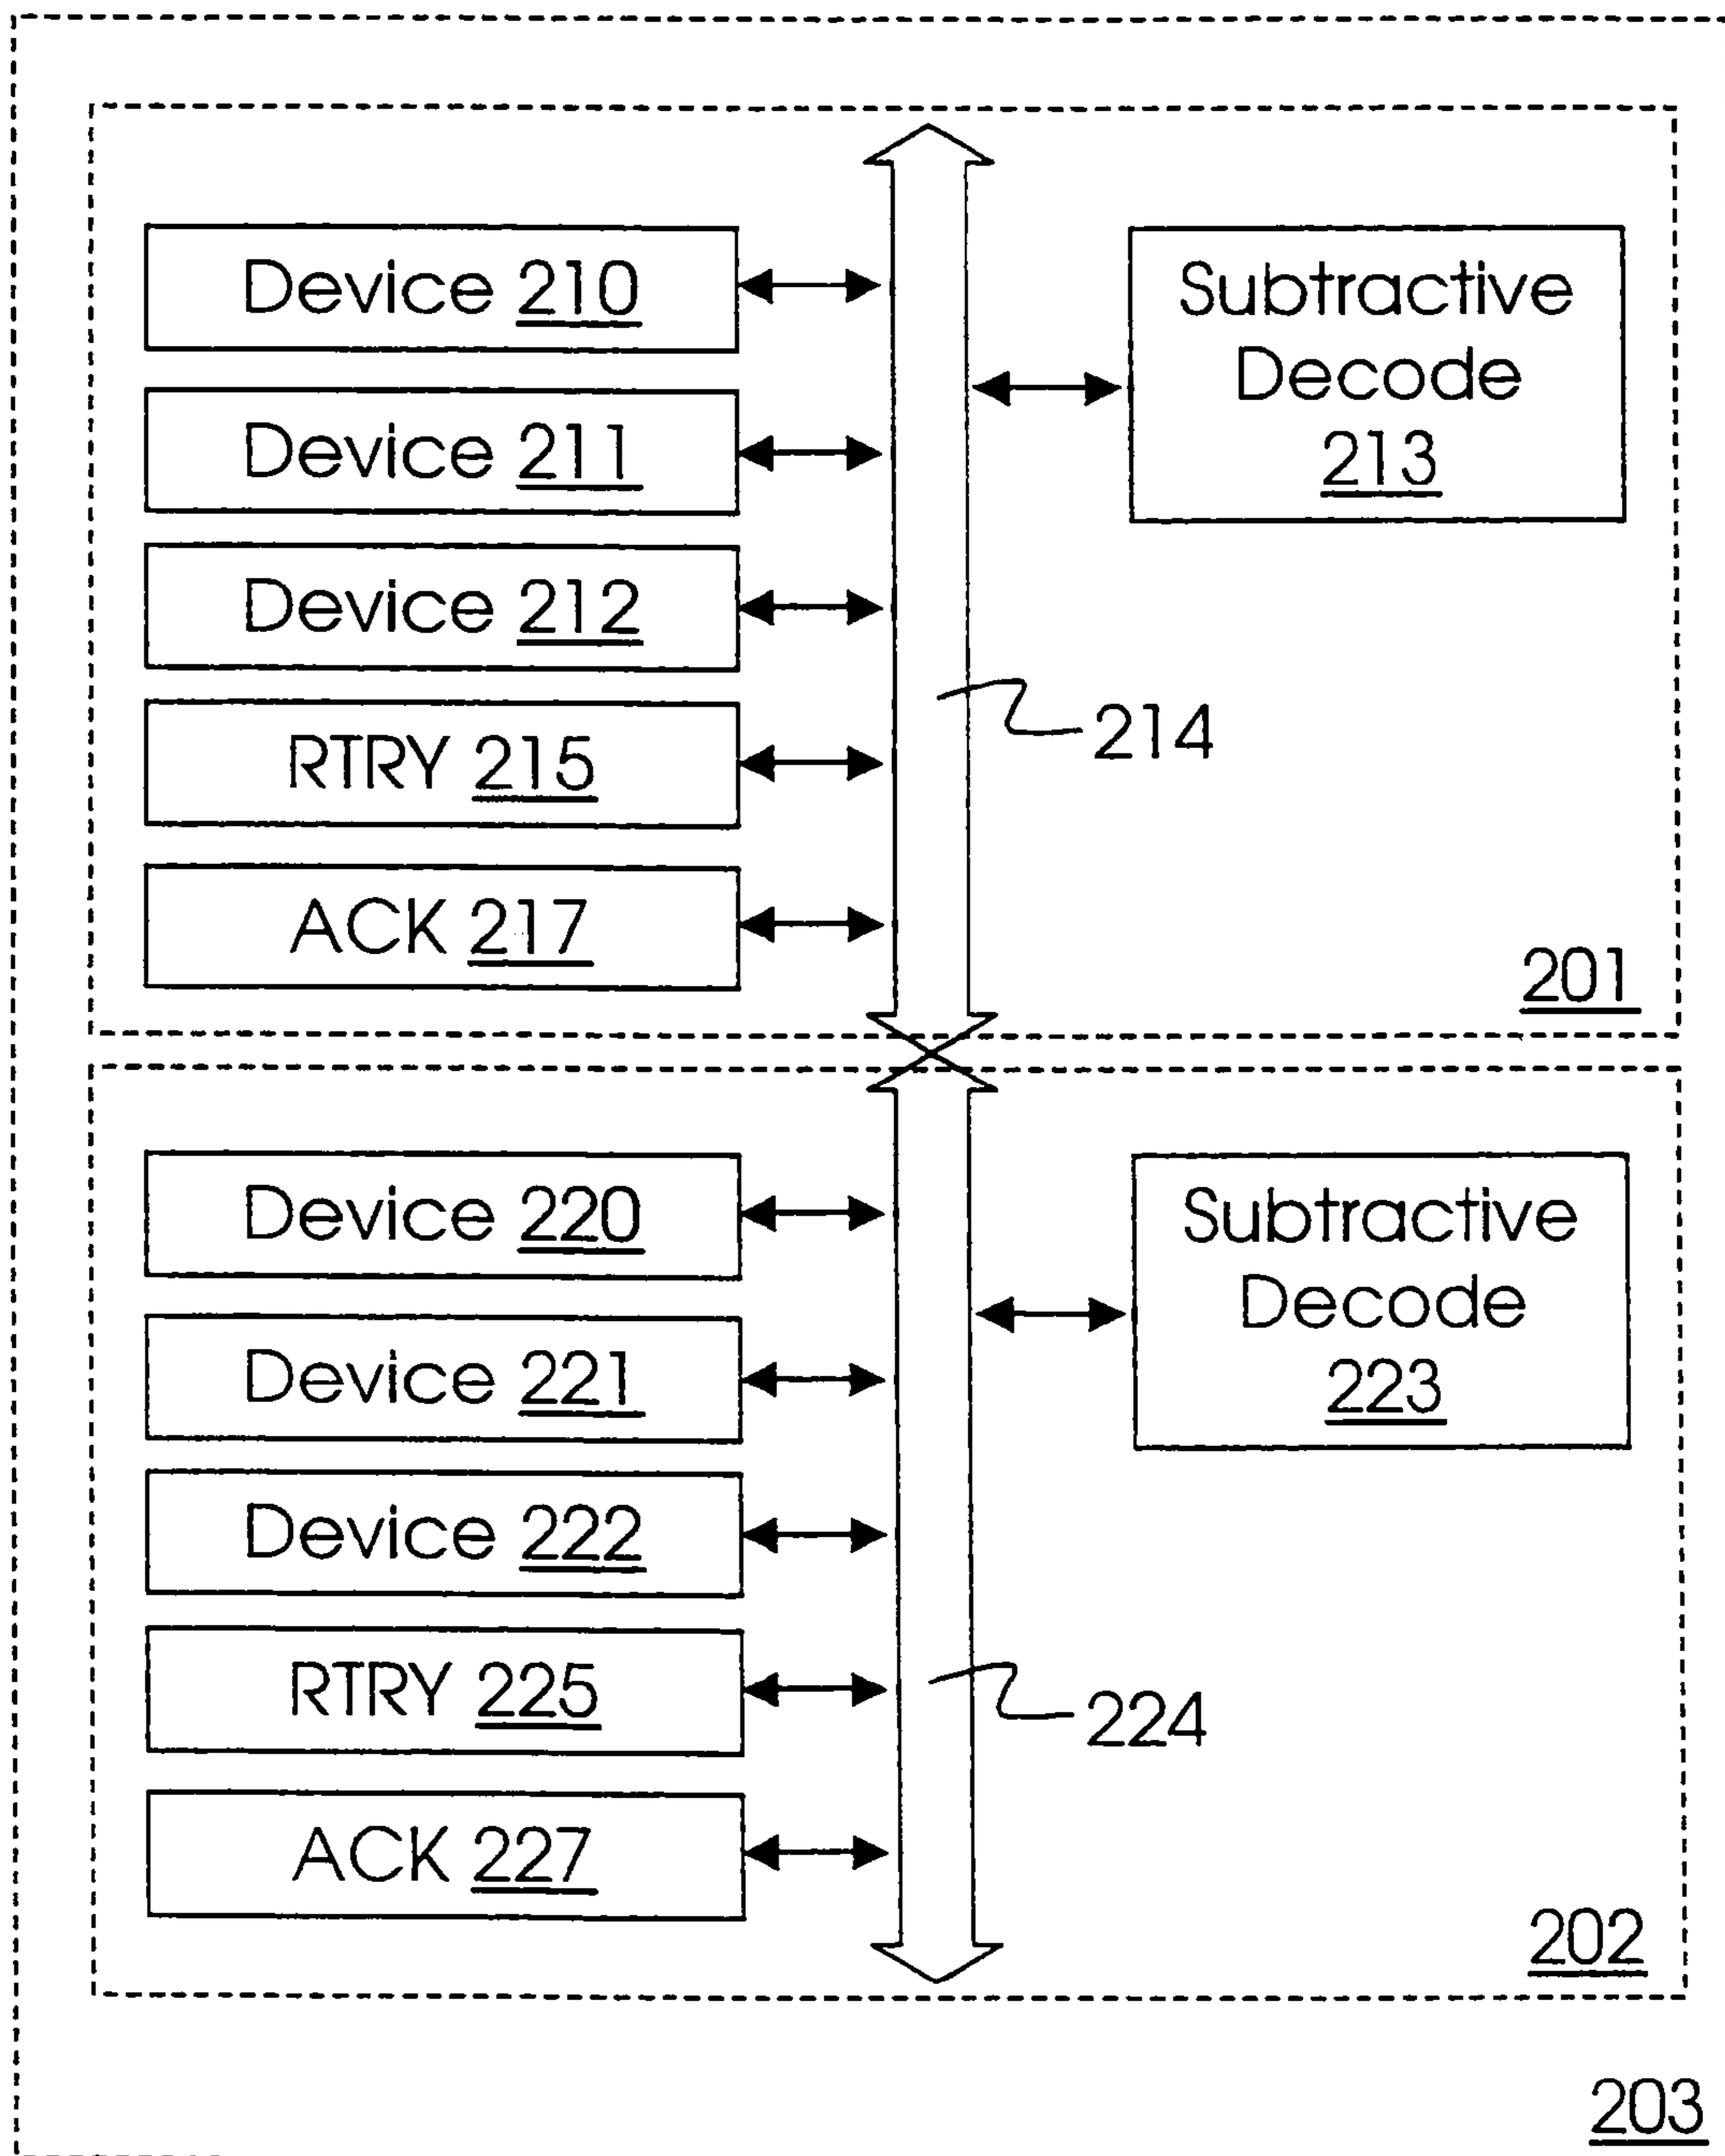 Device 210
Subtractive
Decode
213
Device 211
Device 212
RTRY 215
214
ACK 217
201
Device 220
Subtractive
Decode
223
Device 221
Device 222
RTRY 225
224
ACK 227
202
203